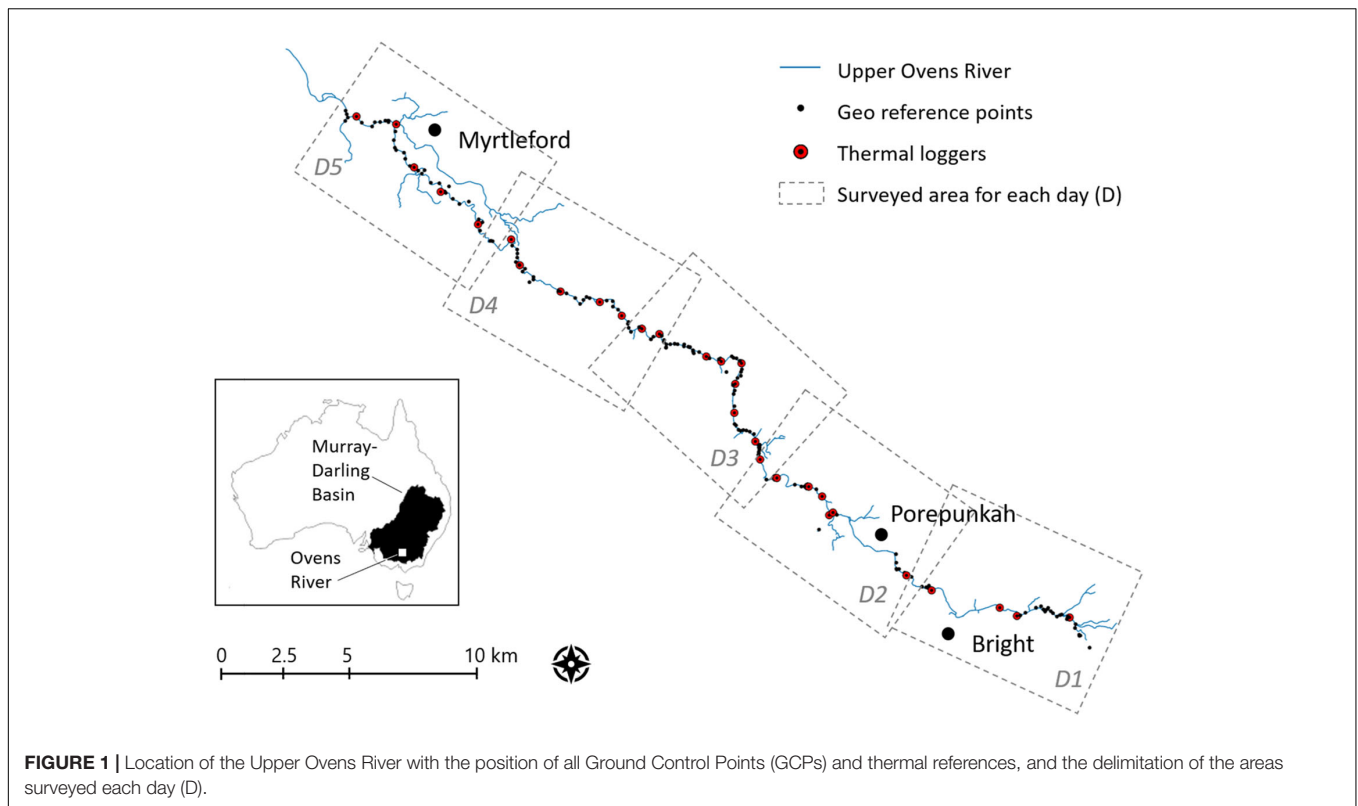 Upper Ovens River
Geo reference points
Thermal loggers
Surveyed area for each day (D)
Myrtleford
D5
D4
D3
Porepunkah
D2
Bright
D1
Murray-
Darling
Basin
Ovens
River
0 2.5 5 10 km
FIGURE 1 | Location of the Upper Ovens River with the position of all Ground Control Points (GCPs) and thermal references, and the delimitation of the areas
surveyed each day (D).